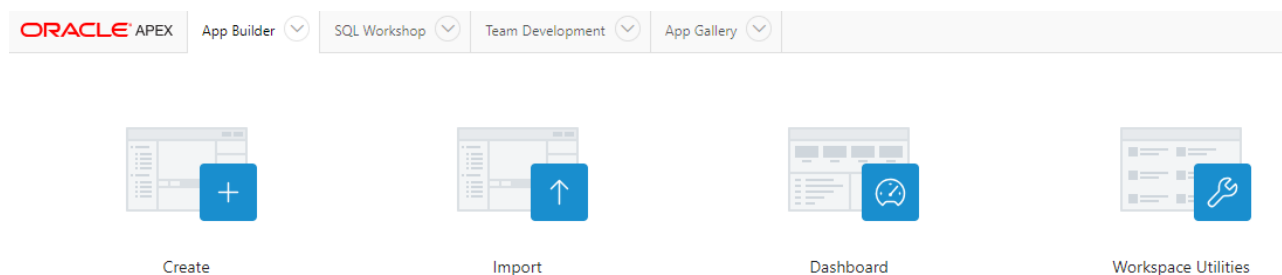 ORACLE APEX App Builder SQL Workshop Team Development App Gallery
Create Import Dashboard Workspace Utilities